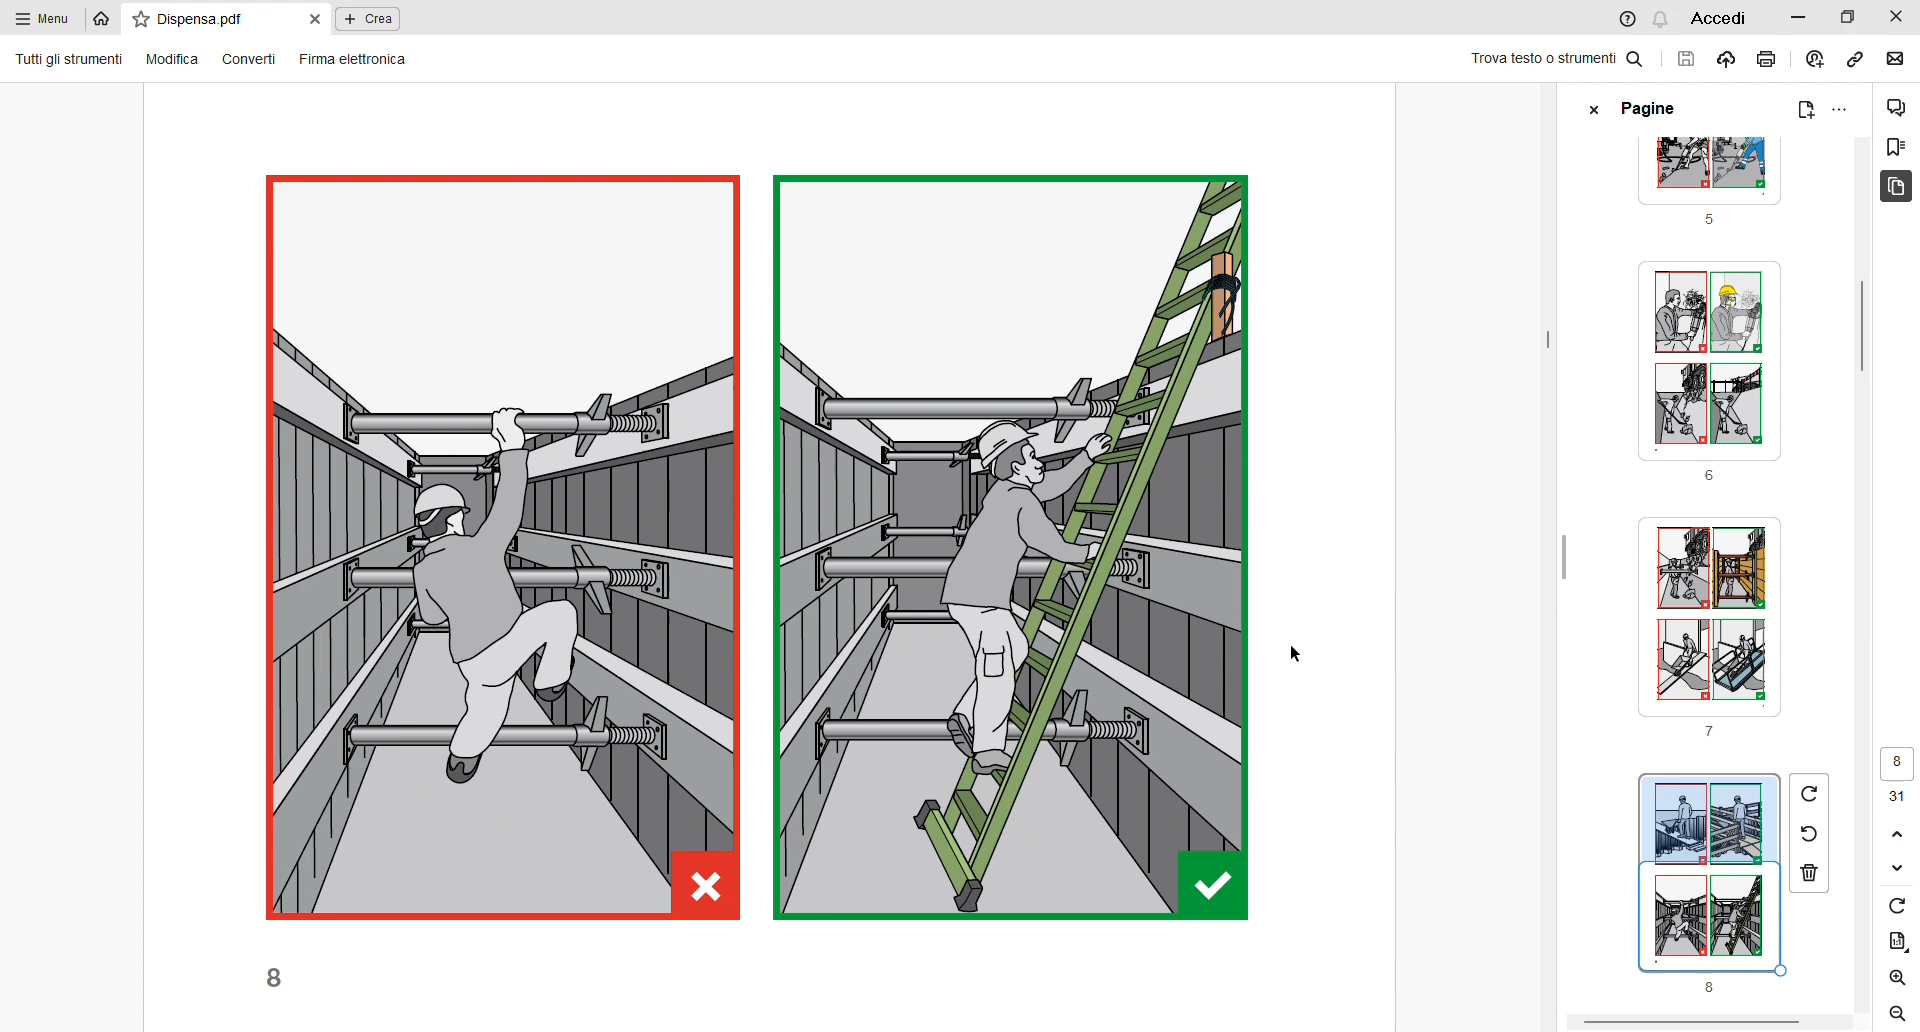 Menu
Dispensa.pdf
Crea
Accedi
Tutti gli strumenti
Modifica
Converti
Firma elettronica
Trova testo o strumenti
Pagine
5
6
7
8
8
31
8